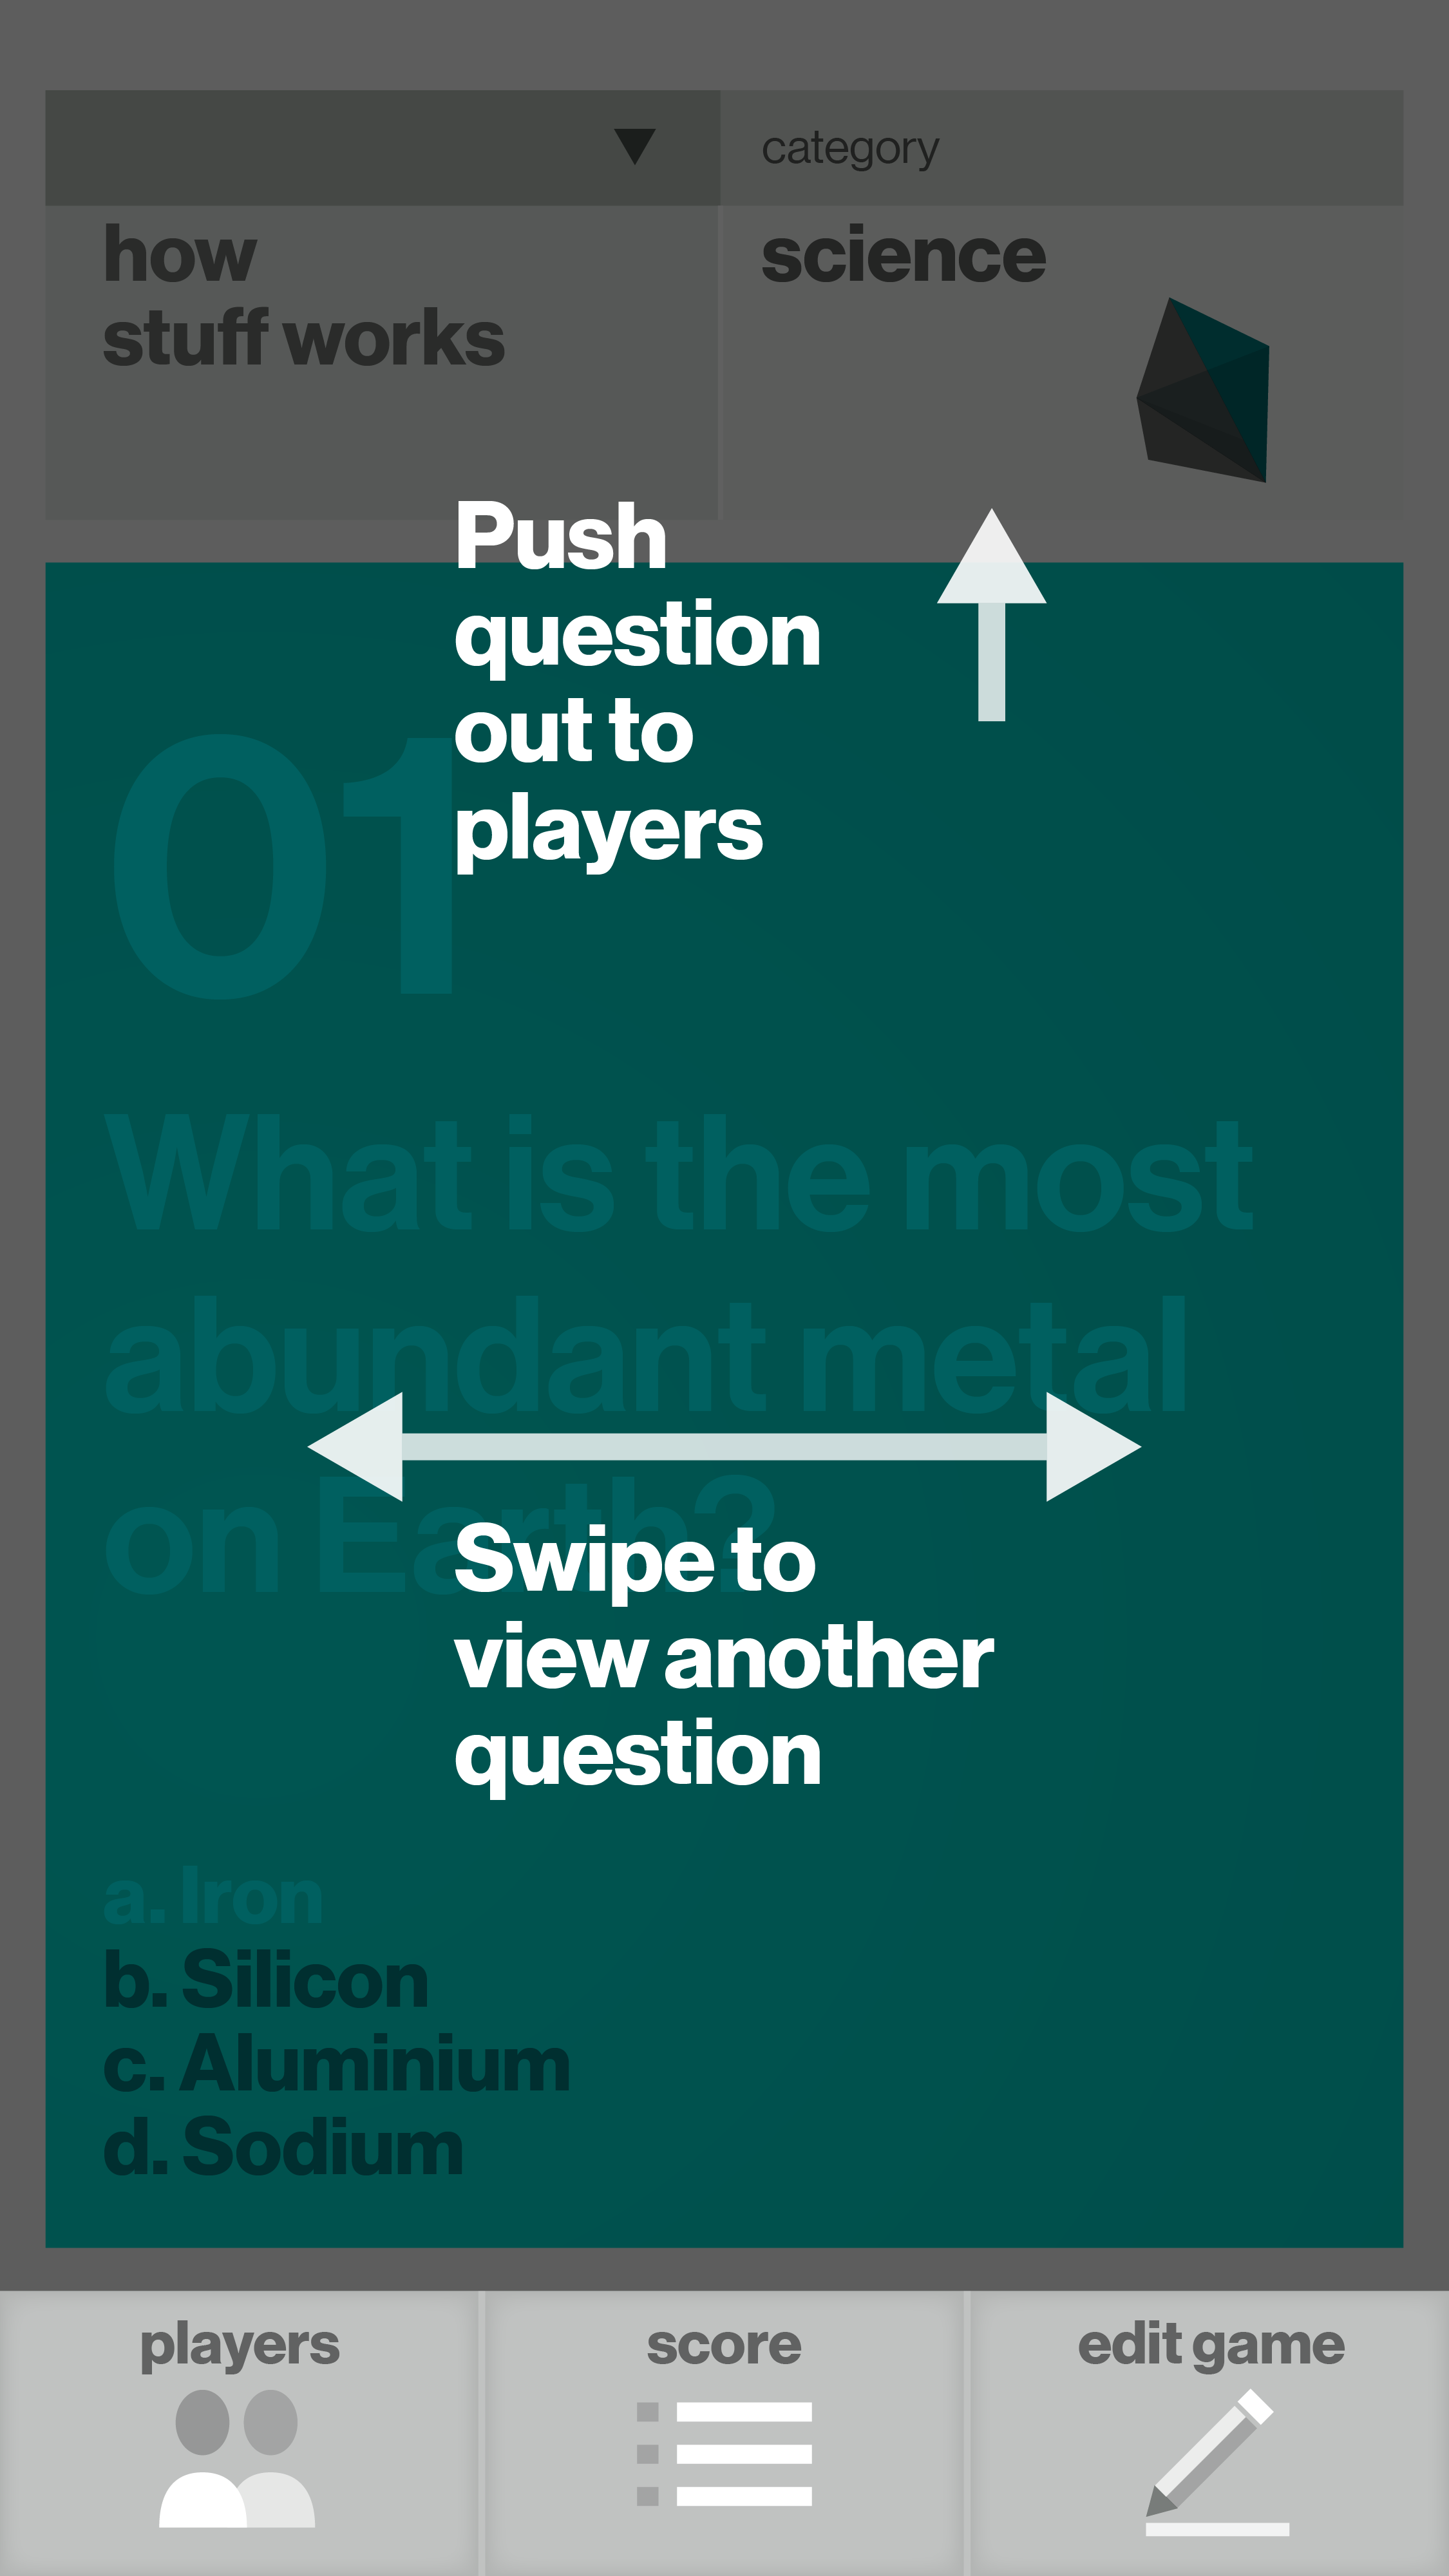 category
how
stuff works
science
Push
question
out to
players
01
What is the most
abundant metal
on Earth?
Swipe to
view another
question
a. Iron
b. Silicon
c. Aluminium
d. Sodium
players
score
edit game